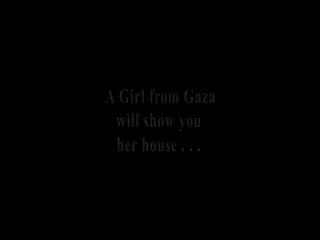 A Girl from Gaza
will show you
her house . . .